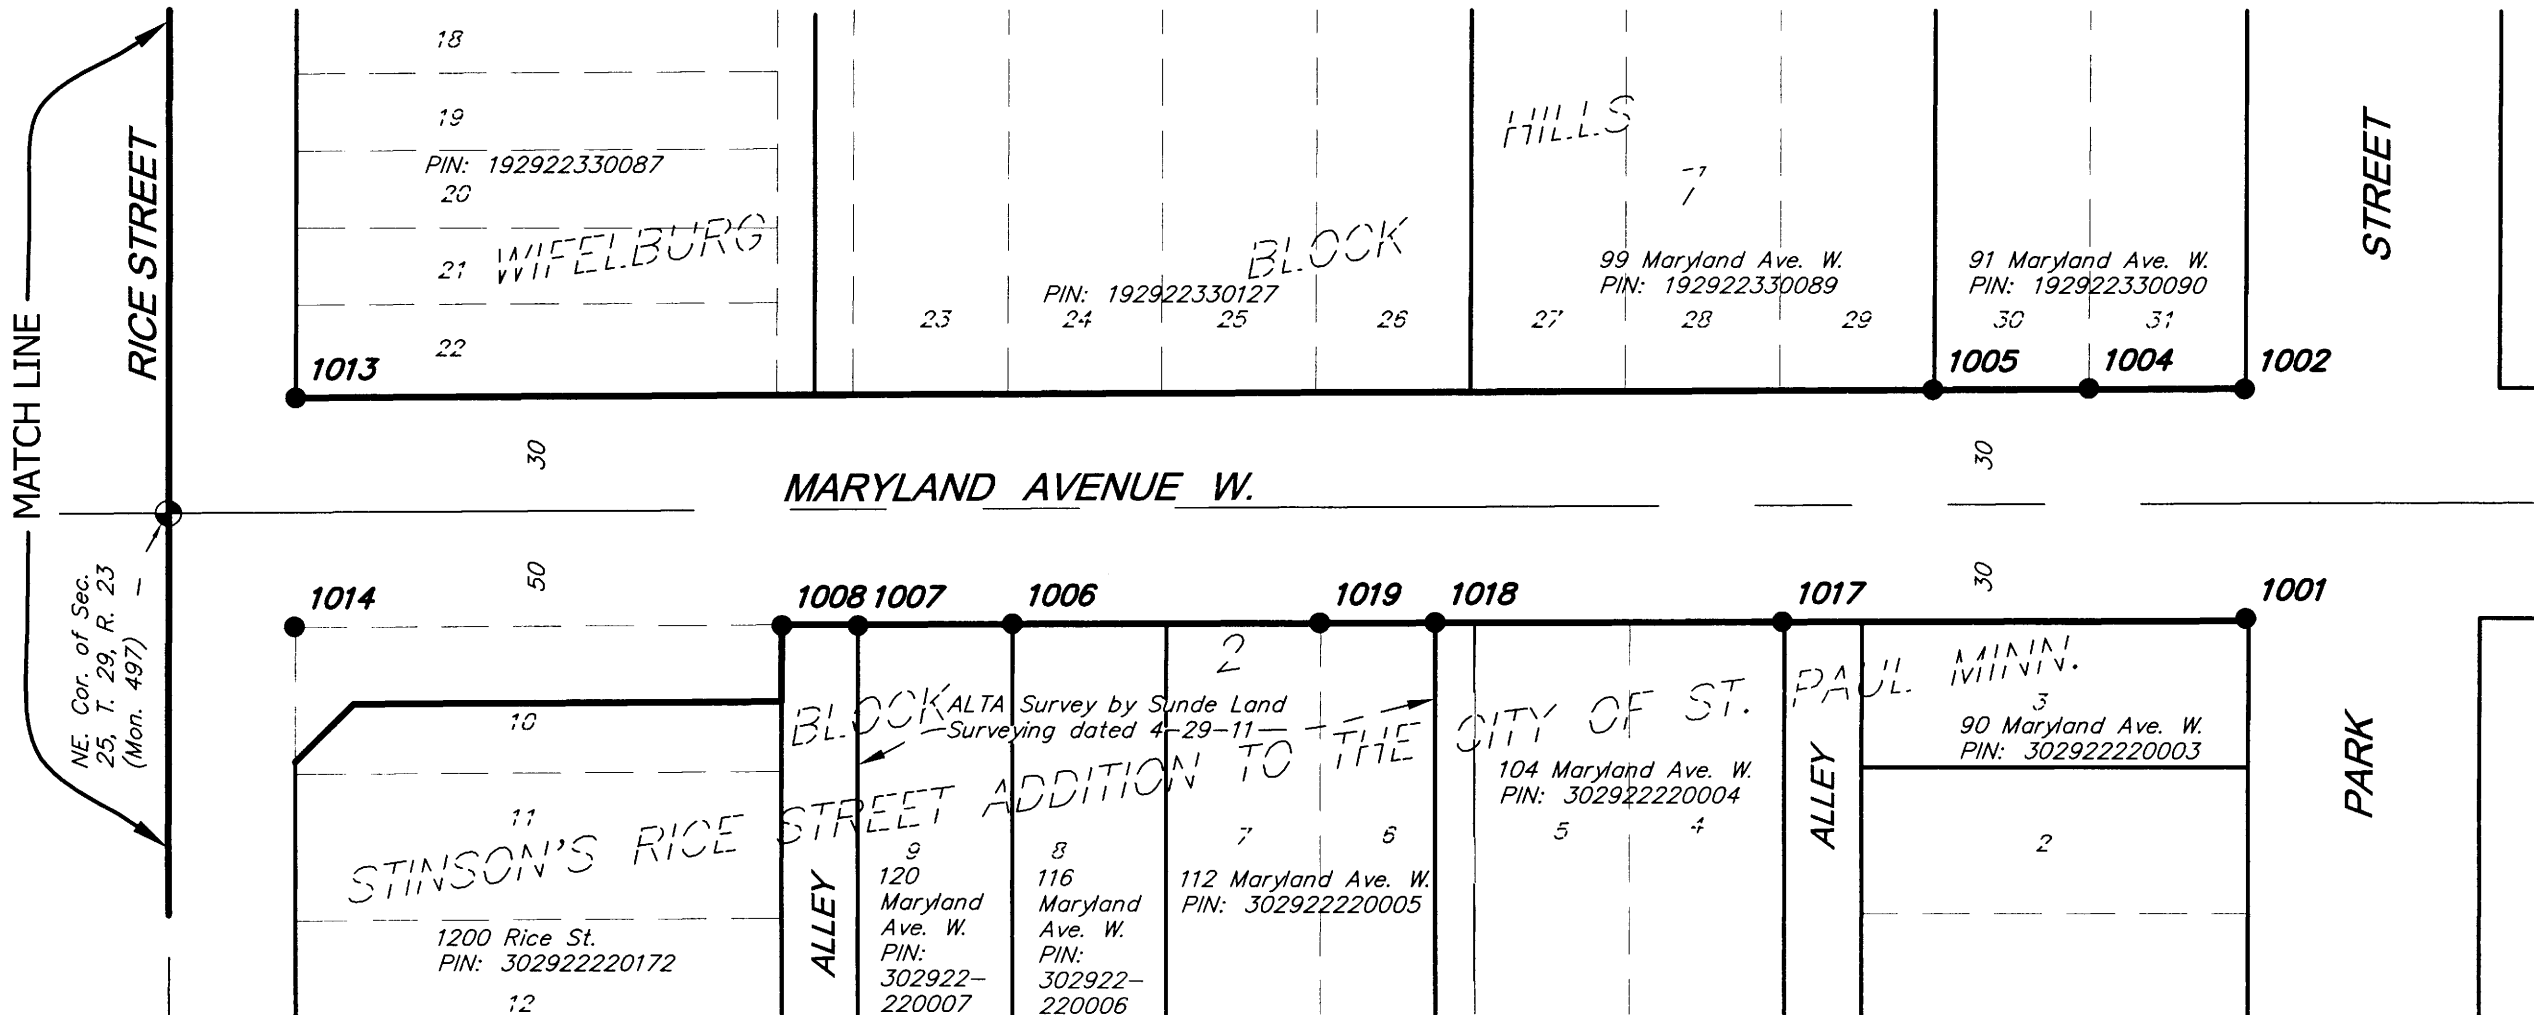 MATCH LINE
RICE STREET
18
19
PIN: 192922330087
20
21
WIFELBURG
22
1013
HILLS
BLOCK
PIN: 192922330127
23
24
25
26
99 Maryland Ave. W.
PIN: 192922330089
27
28
29
91 Maryland Ave. W.
PIN: 192922330090
30
31
1005
1004
1002
STREET
30
30
MARYLAND AVENUE W.
50
30
NE. Cor. of Sec.
25, T. 29, R. 23
(Mon. 497)
1014
1008
1007
1006
1019
1018
1017
1001
2
BLOCK
ALTA Survey by Sunde Land
Surveying dated 4-29-11
STINSON'S RICE STREET ADDITION TO THE CITY OF ST. PAUL MINN.
3
90 Maryland Ave. W.
PIN: 302922220003
10
11
1200 Rice St.
PIN: 302922220172
12
ALLEY
9
120
Maryland
Ave. W.
PIN:
302922-
220007
8
116
Maryland
Ave. W.
PIN:
302922-
220006
7
6
112 Maryland Ave. W.
PIN: 302922220005
104 Maryland Ave. W.
PIN: 302922220004
5
4
ALLEY
2
PARK